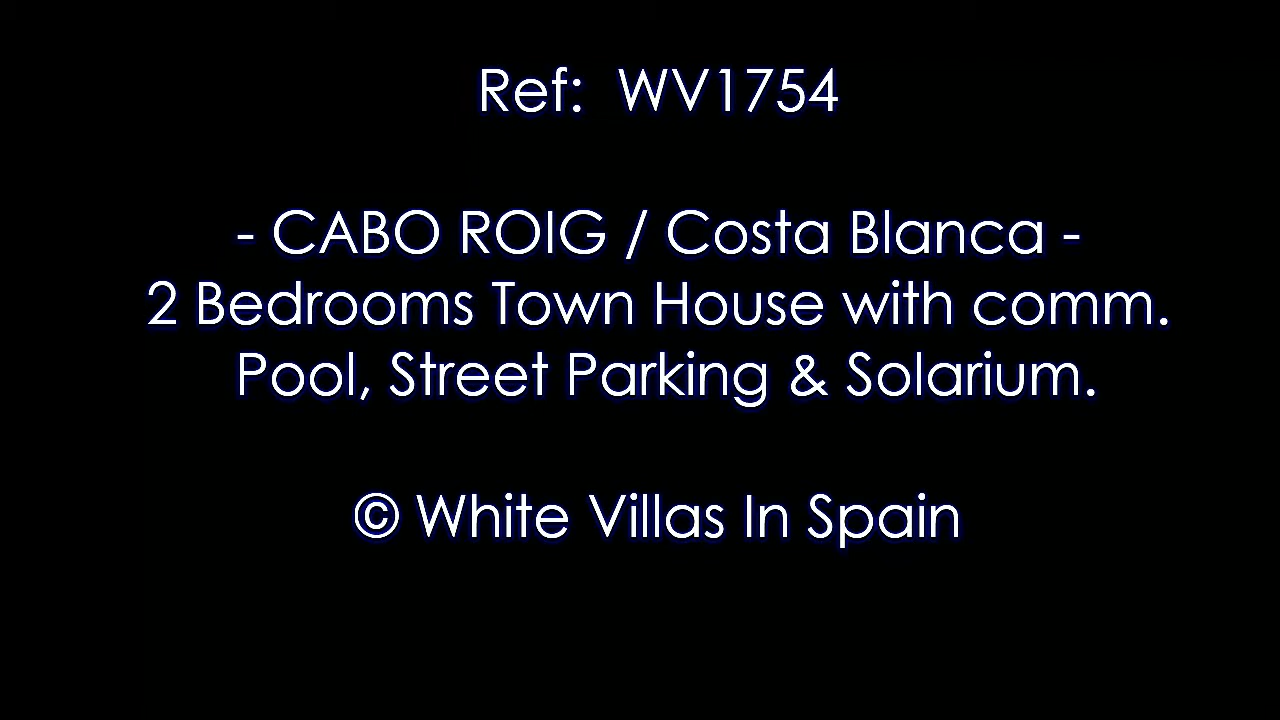 Ref: WV1754
- CABO ROIG / Costa Blanca -
2 Bedrooms Town House with comm.
Pool, Street Parking & Solarium.
© White Villas In Spain